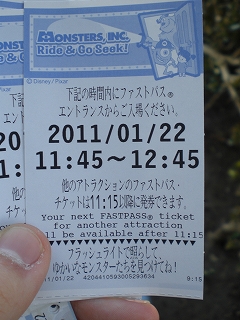 MONSTERS, INC.
Ride & Go Seek!
© Disney / Pixar
下記の時間内にファストパス®
エントランスからご入場ください。
2011/01/22
11:45~12:45
他のアトラクションのファストパス・
チケットは11:15以降に発券できます。
Your next FASTPASS® ticket
for another attraction
ll be available after 11:15
フラッシュライトで照らして
ゆかいなモンスターたちを見つけてね!
01/22 4204410593005293634 9:15